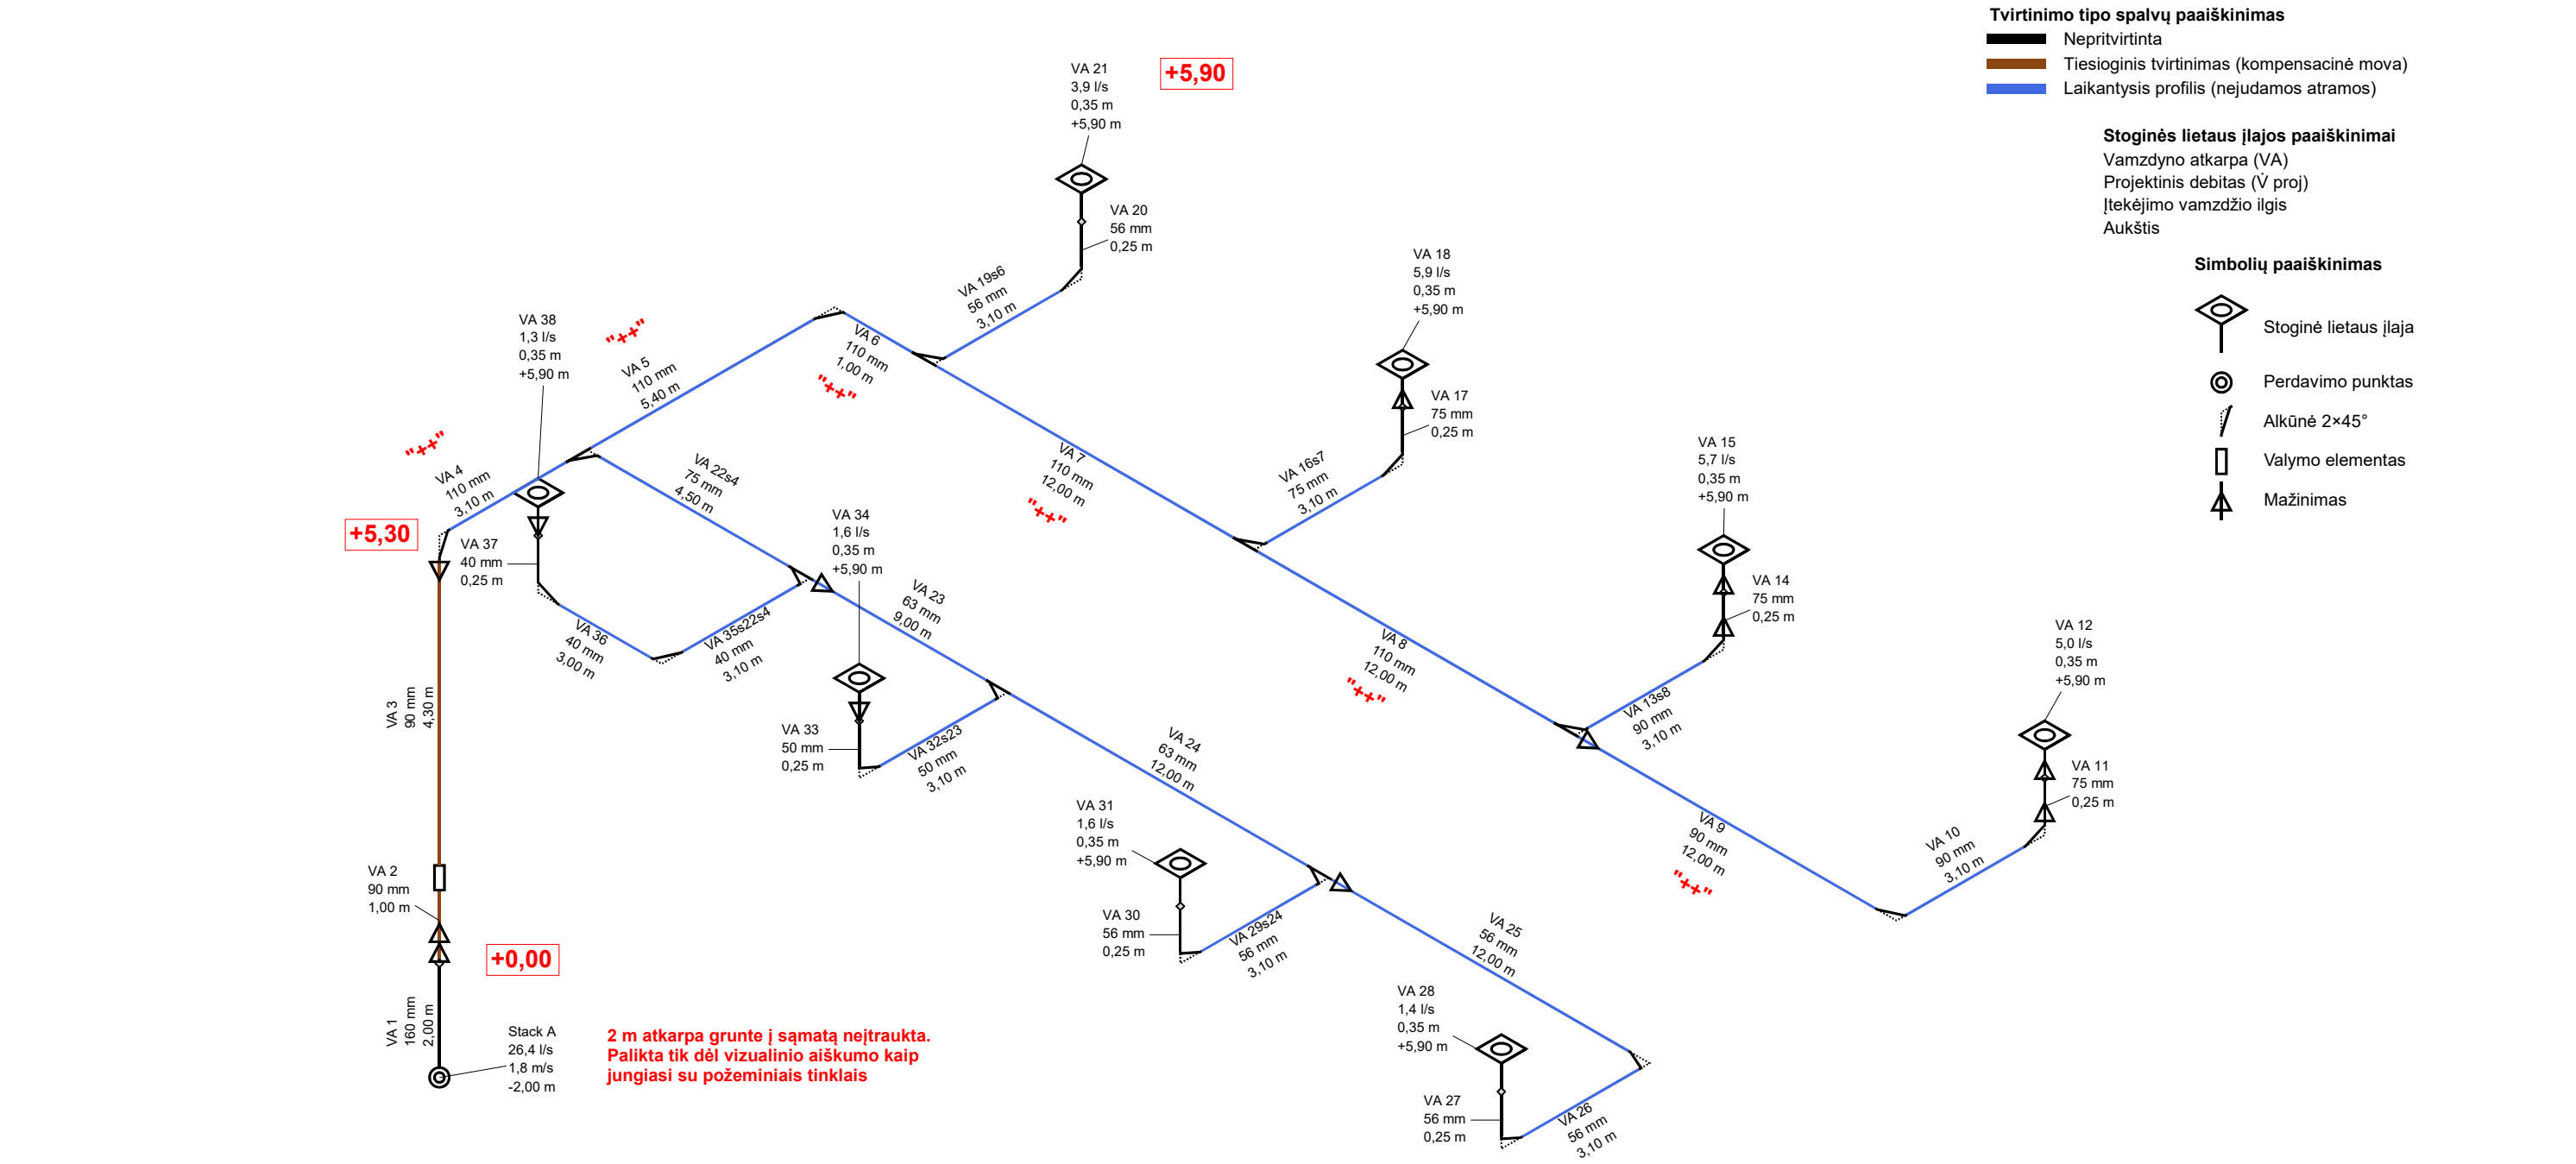 Tvirtinimo tipo spalvų paaiškinimas
Nepritvirtinta
Tiesioginis tvirtinimas (kompensacinė mova)
Laikantysis profilis (nejudamos atramos)
Stoginės lietaus įlajos paaiškinimai
Vamzdyno atkarpa (VA)
Projektinis debitas (V̇ proj)
Įtekėjimo vamzdžio ilgis
Aukštis
Simbolių paaiškinimas
Stoginė lietaus įlaja
Perdavimo punktas
Alkūnė 2×45°
Valymo elementas
Mažinimas
VA 21
3,9 l/s
0,35 m
+5,90 m
+5,90
VA 20
56 mm
0,25 m
VA 19s6
56 mm
3,10 m
VA 18
5,9 l/s
0,35 m
+5,90 m
VA 17
75 mm
0,25 m
VA 16s7
75 mm
3,10 m
VA 15
5,7 l/s
0,35 m
+5,90 m
VA 14
75 mm
0,25 m
VA 13s8
90 mm
3,10 m
VA 12
5,0 l/s
0,35 m
+5,90 m
VA 11
75 mm
0,25 m
VA 10
90 mm
3,10 m
VA 9
90 mm
12,00 m
"++"
VA 8
110 mm
12,00 m
"++"
VA 7
110 mm
12,00 m
"++"
VA 6
110 mm
1,00 m
"++"
"++"
VA 5
110 mm
5,40 m
VA 38
1,3 l/s
0,35 m
+5,90 m
"++"
VA 4
110 mm
3,10 m
+5,30
VA 37
40 mm
0,25 m
VA 36
40 mm
3,00 m
VA 35s22s4
40 mm
3,10 m
VA 22s4
75 mm
4,50 m
VA 34
1,6 l/s
0,35 m
+5,90 m
VA 23
63 mm
9,00 m
VA 33
50 mm
0,25 m
VA 32s23
50 mm
3,10 m
VA 24
63 mm
12,00 m
VA 31
1,6 l/s
0,35 m
+5,90 m
VA 30
56 mm
0,25 m
VA 29s24
56 mm
3,10 m
VA 25
56 mm
12,00 m
VA 28
1,4 l/s
0,35 m
+5,90 m
VA 27
56 mm
0,25 m
VA 26
56 mm
3,10 m
VA 3
90 mm
4,30 m
VA 2
90 mm
1,00 m
+0,00
VA 1
160 mm
2,00 m
Stack A
26,4 l/s
1,8 m/s
-2,00 m
2 m atkarpa grunte į sąmatą neįtraukta.
Palikta tik dėl vizualinio aiškumo kaip
jungiasi su požeminiais tinklais